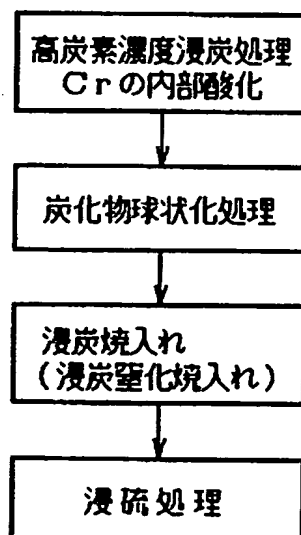 高炭素濃度浸炭処理
Crの内部酸化
炭化物球状化処理
浸炭焼入れ
(浸炭窒化焼入れ)
浸硫処理